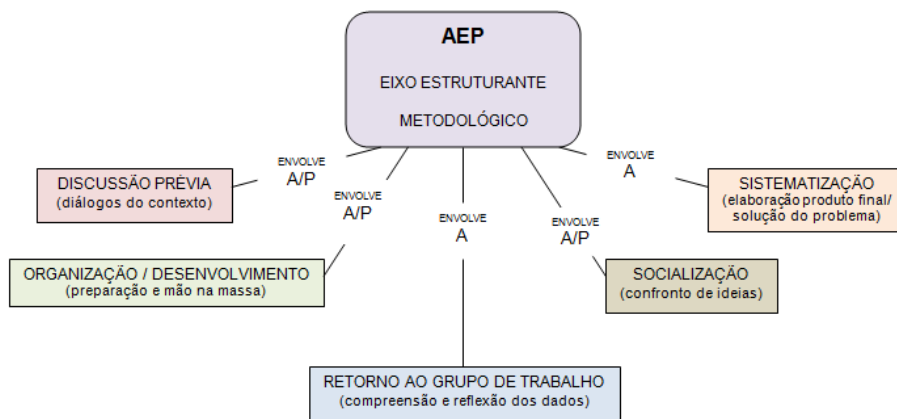 AEP
EIXO ESTRUTURANTE
METODOLÓGICO
ENVOLVE
A/P
DISCUSSÃO PRÉVIA
(diálogos do contexto)
ENVOLVE
A/P
ORGANIZAÇÃO / DESENVOLVIMENTO
(preparação e mão na massa)
ENVOLVE
A
RETORNO AO GRUPO DE TRABALHO
(compreensão e reflexão dos dados)
ENVOLVE
A/P
SOCIALIZAÇÃO
(confronto de ideias)
ENVOLVE
A
SISTEMATIZAÇÃO
(elaboração produto final/
solução do problema)